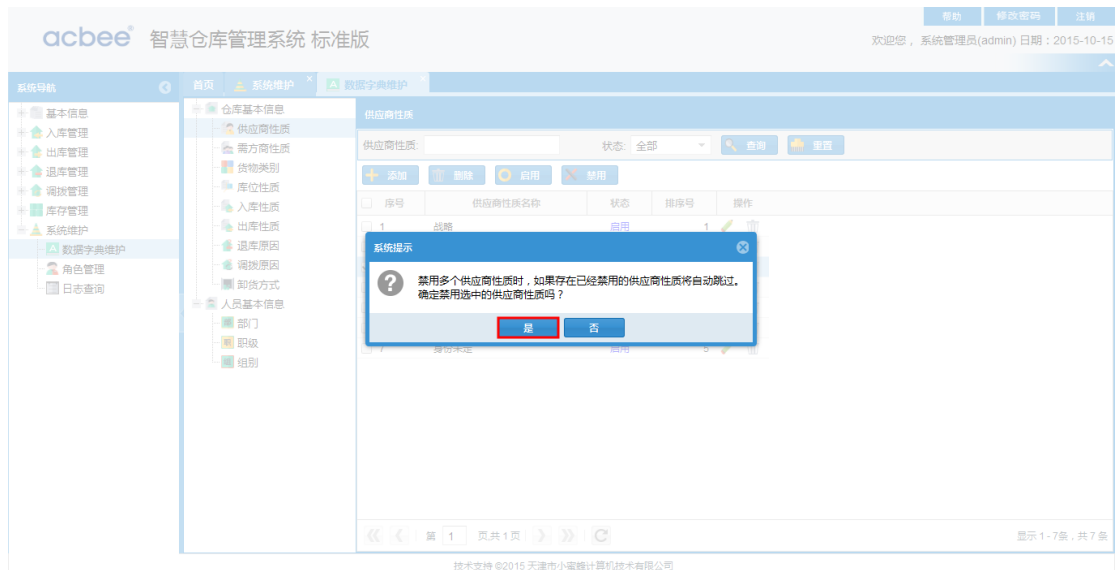 帮助 修改密码 注销
acbee 智慧仓库管理系统 标准版
欢迎您，系统管理员(admin) 日期：2015-10-15
系统导航
首页 系统维护 数据字典维护
基本信息
入库管理
出库管理
退库管理
调拨管理
库存管理
系统维护
数据字典维护
角色管理
日志查询
仓库基本信息
供应商性质
需方商性质
货物类别
库位性质
入库性质
出库性质
退库原因
调拨原因
卸货方式
人员基本信息
部门
职级
组别
供应商性质
供应商性质: 状态: 全部 查询 重置
添加 删除 启用 禁用
序号 供应商性质名称 状态 排序号 操作
1 战略 启用 1
系统提示
禁用多个供应商性质时，如果存在已经禁用的供应商性质将自动跳过。
确定禁用选中的供应商性质吗？
是 否
7 身份未定 启用 5
第 1 页,共1页
显示 1 - 7条，共 7 条
技术支持 ©2015 天津市小蜜蜂计算机技术有限公司